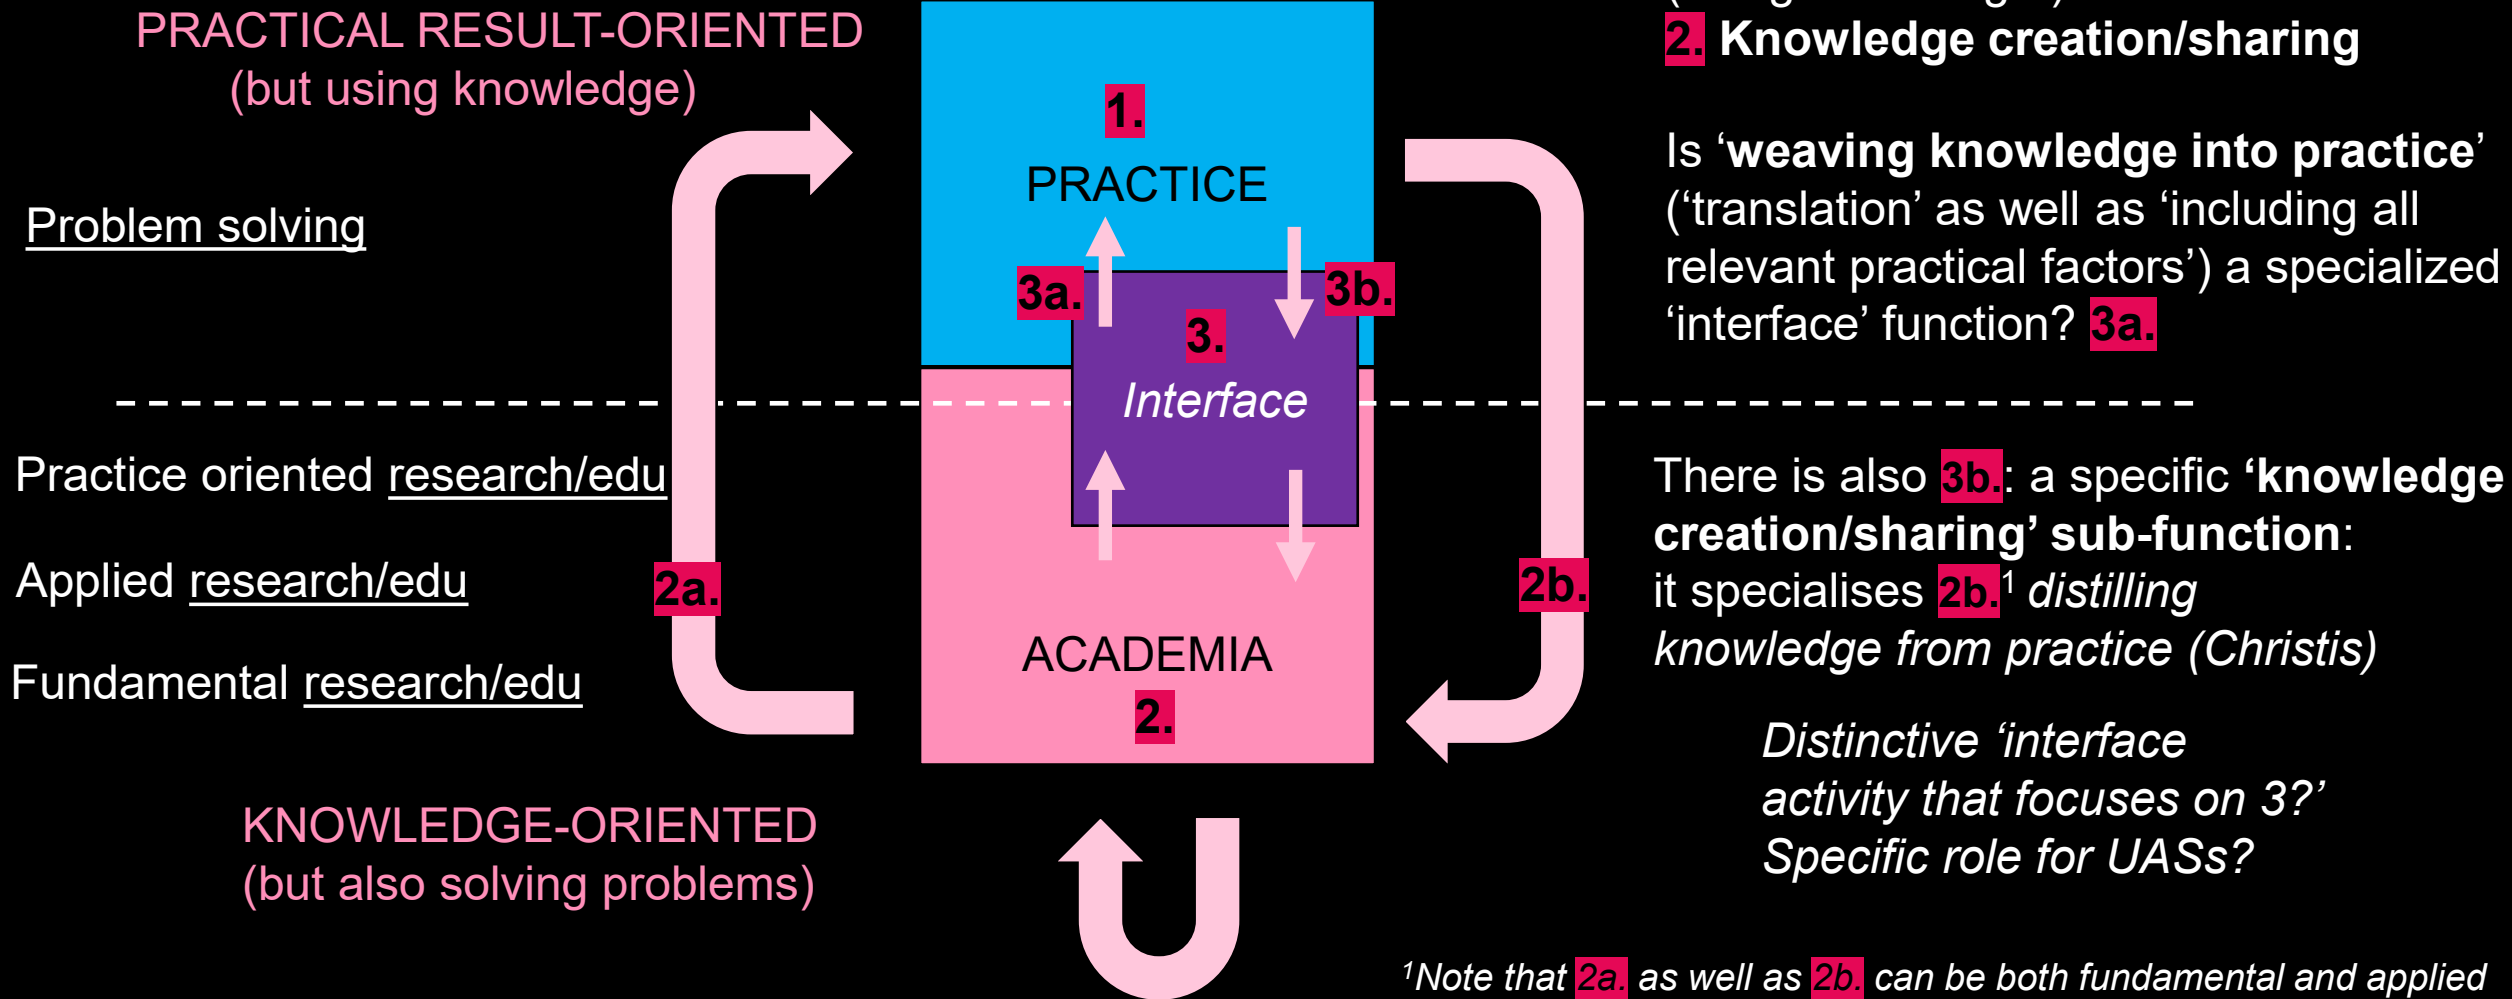 PRACTICAL RESULT-ORIENTED
(but using knowledge)
Problem solving
Practice oriented research/edu
Applied research/edu
Fundamental research/edu
KNOWLEDGE-ORIENTED
(but also solving problems)
2a.
1.
PRACTICE
3a.
3b.
3.
Interface
ACADEMIA
2.
2b.
2. Knowledge creation/sharing
Is ‘weaving knowledge into practice’
(‘translation’ as well as ‘including all
relevant practical factors’) a specialized
‘interface’ function? 3a.
There is also 3b.: a specific ‘knowledge
creation/sharing’ sub-function:
it specialises 2b.¹ distilling
knowledge from practice (Christis)
Distinctive ‘interface
activity that focuses on 3?’
Specific role for UASs?
¹Note that 2a. as well as 2b. can be both fundamental and applied